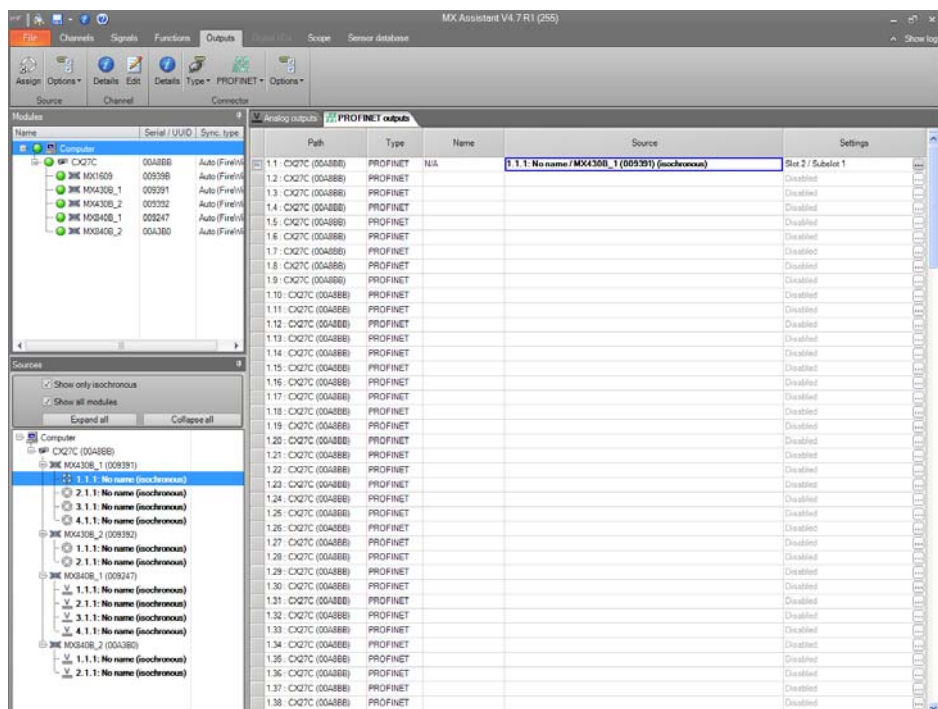 MX Assistant V4.7 R1 (255)
File Channels Signals Functions Outputs Scope Sensor database
Show log
Assign Options Details Edit Details Type PROFINET Options
Source Channel Connector
Modules
Analog outputs PROFINET outputs
Name Serial / UUID Sync. type
Computer
CX27C 00A8BB Auto (FireWi
MX1609 00939B Auto (FireWi
MX430B_1 009391 Auto (FireWi
MX430B_2 009392 Auto (FireWi
MX840B_1 009247 Auto (FireWi
MX840B_2 00A3B0 Auto (FireWi
Sources
Show only isochronous
Show all modules
Expand all Collapse all
Computer
CX27C (00A8BB)
MX430B_1 (009391)
1.1.1: No name (isochronous)
2.1.1: No name (isochronous)
3.1.1: No name (isochronous)
4.1.1: No name (isochronous)
MX430B_2 (009392)
1.1.1: No name (isochronous)
2.1.1: No name (isochronous)
MX840B_1 (009247)
1.1.1: No name (isochronous)
2.1.1: No name (isochronous)
3.1.1: No name (isochronous)
4.1.1: No name (isochronous)
MX840B_2 (00A3B0)
1.1.1: No name (isochronous)
2.1.1: No name (isochronous)
Path Type Name Source Settings
1.1 : CX27C (00A8BB) PROFINET N/A 1.1.1: No name / MX430B_1 (009391) (isochronous) Slot 2 / Subslot 1 ...
1.2 : CX27C (00A8BB) PROFINET Disabled ...
1.3 : CX27C (00A8BB) PROFINET Disabled ...
1.4 : CX27C (00A8BB) PROFINET Disabled ...
1.5 : CX27C (00A8BB) PROFINET Disabled ...
1.6 : CX27C (00A8BB) PROFINET Disabled ...
1.7 : CX27C (00A8BB) PROFINET Disabled ...
1.8 : CX27C (00A8BB) PROFINET Disabled ...
1.9 : CX27C (00A8BB) PROFINET Disabled ...
1.10 : CX27C (00A8BB) PROFINET Disabled ...
1.11 : CX27C (00A8BB) PROFINET Disabled ...
1.12 : CX27C (00A8BB) PROFINET Disabled ...
1.13 : CX27C (00A8BB) PROFINET Disabled ...
1.14 : CX27C (00A8BB) PROFINET Disabled ...
1.15 : CX27C (00A8BB) PROFINET Disabled ...
1.16 : CX27C (00A8BB) PROFINET Disabled ...
1.17 : CX27C (00A8BB) PROFINET Disabled ...
1.18 : CX27C (00A8BB) PROFINET Disabled ...
1.19 : CX27C (00A8BB) PROFINET Disabled ...
1.20 : CX27C (00A8BB) PROFINET Disabled ...
1.21 : CX27C (00A8BB) PROFINET Disabled ...
1.22 : CX27C (00A8BB) PROFINET Disabled ...
1.23 : CX27C (00A8BB) PROFINET Disabled ...
1.24 : CX27C (00A8BB) PROFINET Disabled ...
1.25 : CX27C (00A8BB) PROFINET Disabled ...
1.26 : CX27C (00A8BB) PROFINET Disabled ...
1.27 : CX27C (00A8BB) PROFINET Disabled ...
1.28 : CX27C (00A8BB) PROFINET Disabled ...
1.29 : CX27C (00A8BB) PROFINET Disabled ...
1.30 : CX27C (00A8BB) PROFINET Disabled ...
1.31 : CX27C (00A8BB) PROFINET Disabled ...
1.32 : CX27C (00A8BB) PROFINET Disabled ...
1.33 : CX27C (00A8BB) PROFINET Disabled ...
1.34 : CX27C (00A8BB) PROFINET Disabled ...
1.35 : CX27C (00A8BB) PROFINET Disabled ...
1.36 : CX27C (00A8BB) PROFINET Disabled ...
1.37 : CX27C (00A8BB) PROFINET Disabled ...
1.38 : CX27C (00A8BB) PROFINET Disabled ...